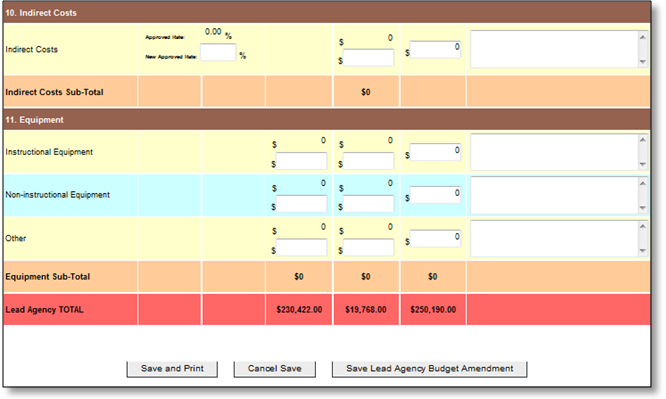 10. Indirect Costs
Approved Rate: 0.00 % $ 0
Indirect Costs $ 0
New Approved Rate: % $
Indirect Costs Sub-Total $0
11. Equipment
$ 0 $ 0
Instructional Equipment $ 0
$ $
$ 0 $ 0
Non-instructional Equipment $ 0
$ $
$ 0 $ 0
Other $ 0
$ $
Equipment Sub-Total $0 $0 $0
Lead Agency TOTAL $230,422.00 $19,768.00 $250,190.00
Save and Print Cancel Save Save Lead Agency Budget Amendment